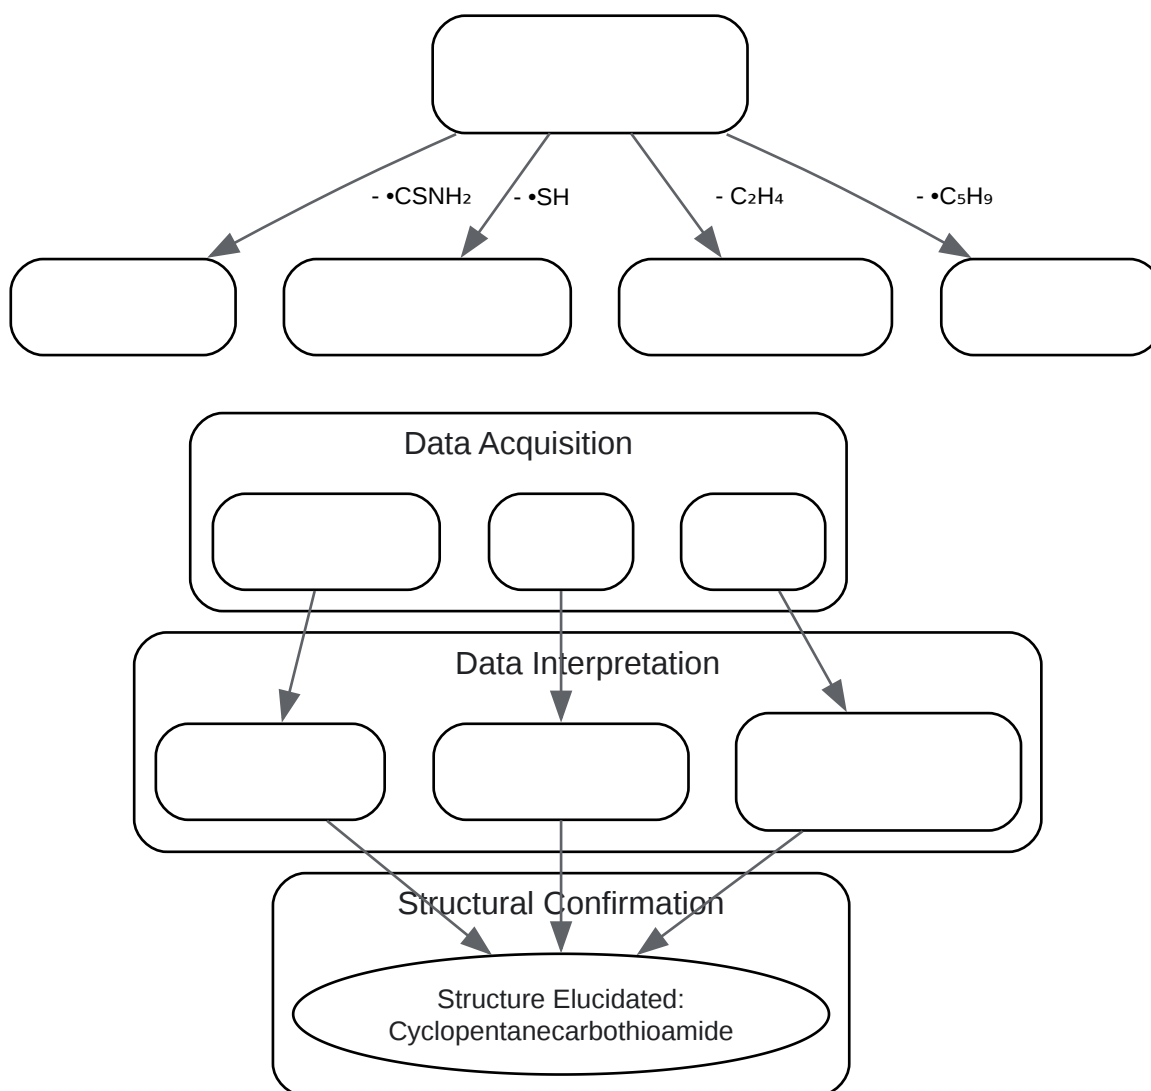 - •CSNH₂
- •SH
- C₂H₄
- •C₅H₉
Data Acquisition
Data Interpretation
Structural Confirmation
Structure Elucidated:
Cyclopentanecarbothioamide